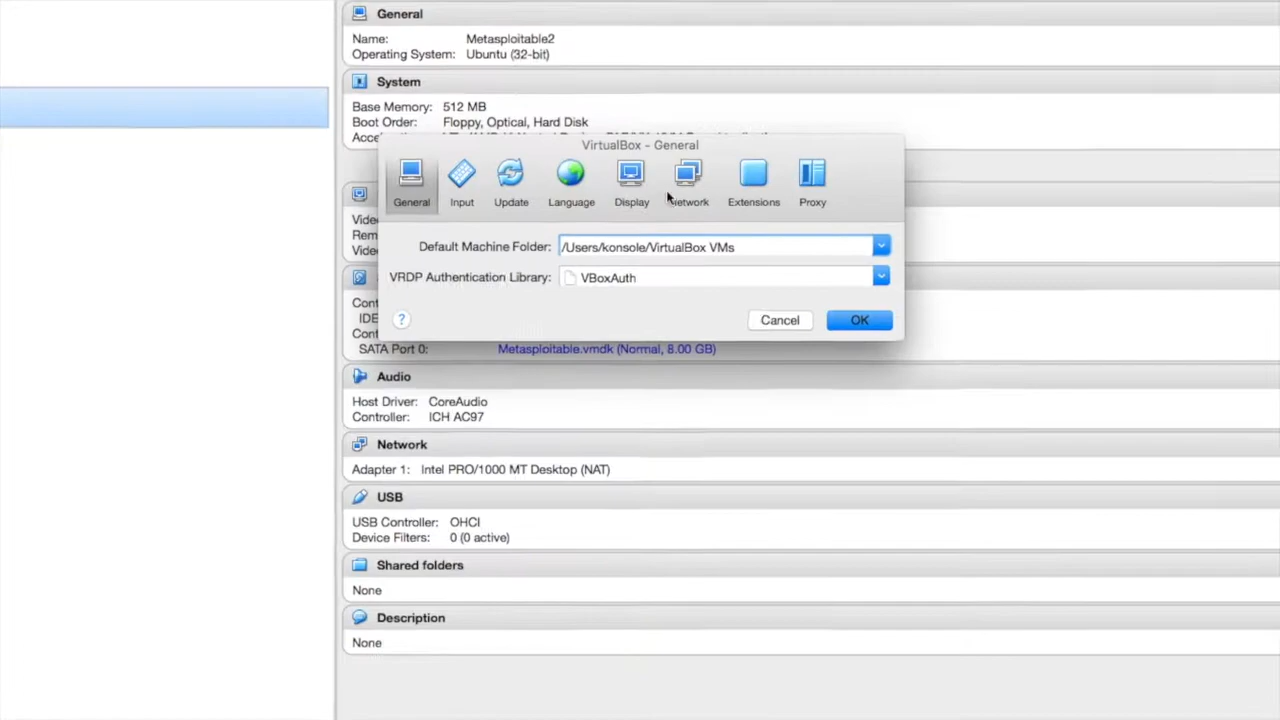 General
Name: Metasploitable2
Operating System: Ubuntu (32-bit)
System
Base Memory: 512 MB
Boot Order: Floppy, Optical, Hard Disk
VirtualBox - General
General Input Update Language Display Network Extensions Proxy
Default Machine Folder: /Users/konsole/VirtualBox VMs
VRDP Authentication Library: VBoxAuth
? Cancel OK
SATA Port 0: Metasploitable.vmdk (Normal, 8.00 GB)
Audio
Host Driver: CoreAudio
Controller: ICH AC97
Network
Adapter 1: Intel PRO/1000 MT Desktop (NAT)
USB
USB Controller: OHCI
Device Filters: 0 (0 active)
Shared folders
None
Description
None